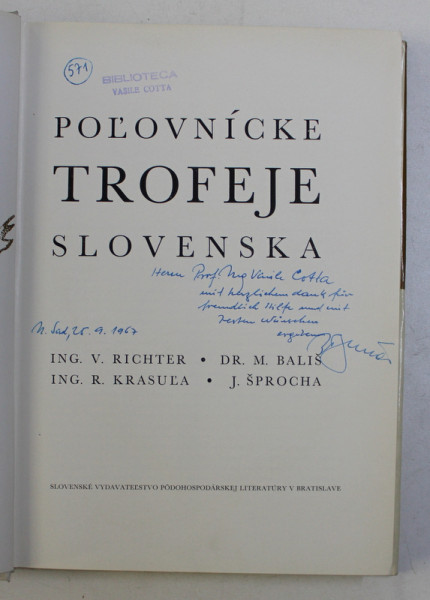 571
BIBLIOTECA
VASILE COTTA
POĽOVNÍCKE
TROFEJE
SLOVENSKA
Herrn Prof. Ing Vasile Cotta
mit herzlichem dank für
freundlich Hilfe und mit
besten wünschen
N. Sad, 25. 9. 1967
ING. V. RICHTER • DR. M. BALIŠ
ING. R. KRASUĽA • J. ŠPROCHA
SLOVENSKÉ VYDAVATEĽSTVO PÔDOHOSPODÁRSKEJ LITERATÚRY V BRATISLAVE